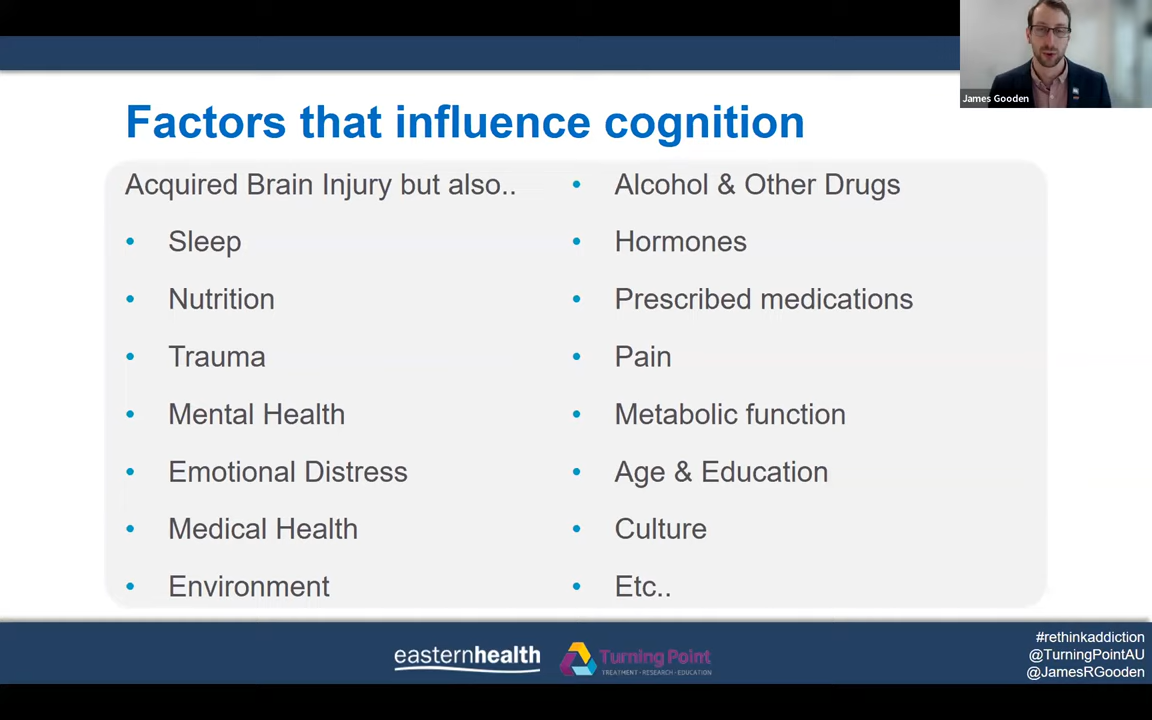 James Gooden
Factors that influence cognition
Acquired Brain Injury but also..
• Sleep
• Nutrition
• Trauma
• Mental Health
• Emotional Distress
• Medical Health
• Environment
• Alcohol & Other Drugs
• Hormones
• Prescribed medications
• Pain
• Metabolic function
• Age & Education
• Culture
• Etc..
easternhealth
Turning Point
TREATMENT • RESEARCH • EDUCATION
#rethinkaddiction
@TurningPointAU
@JamesRGooden